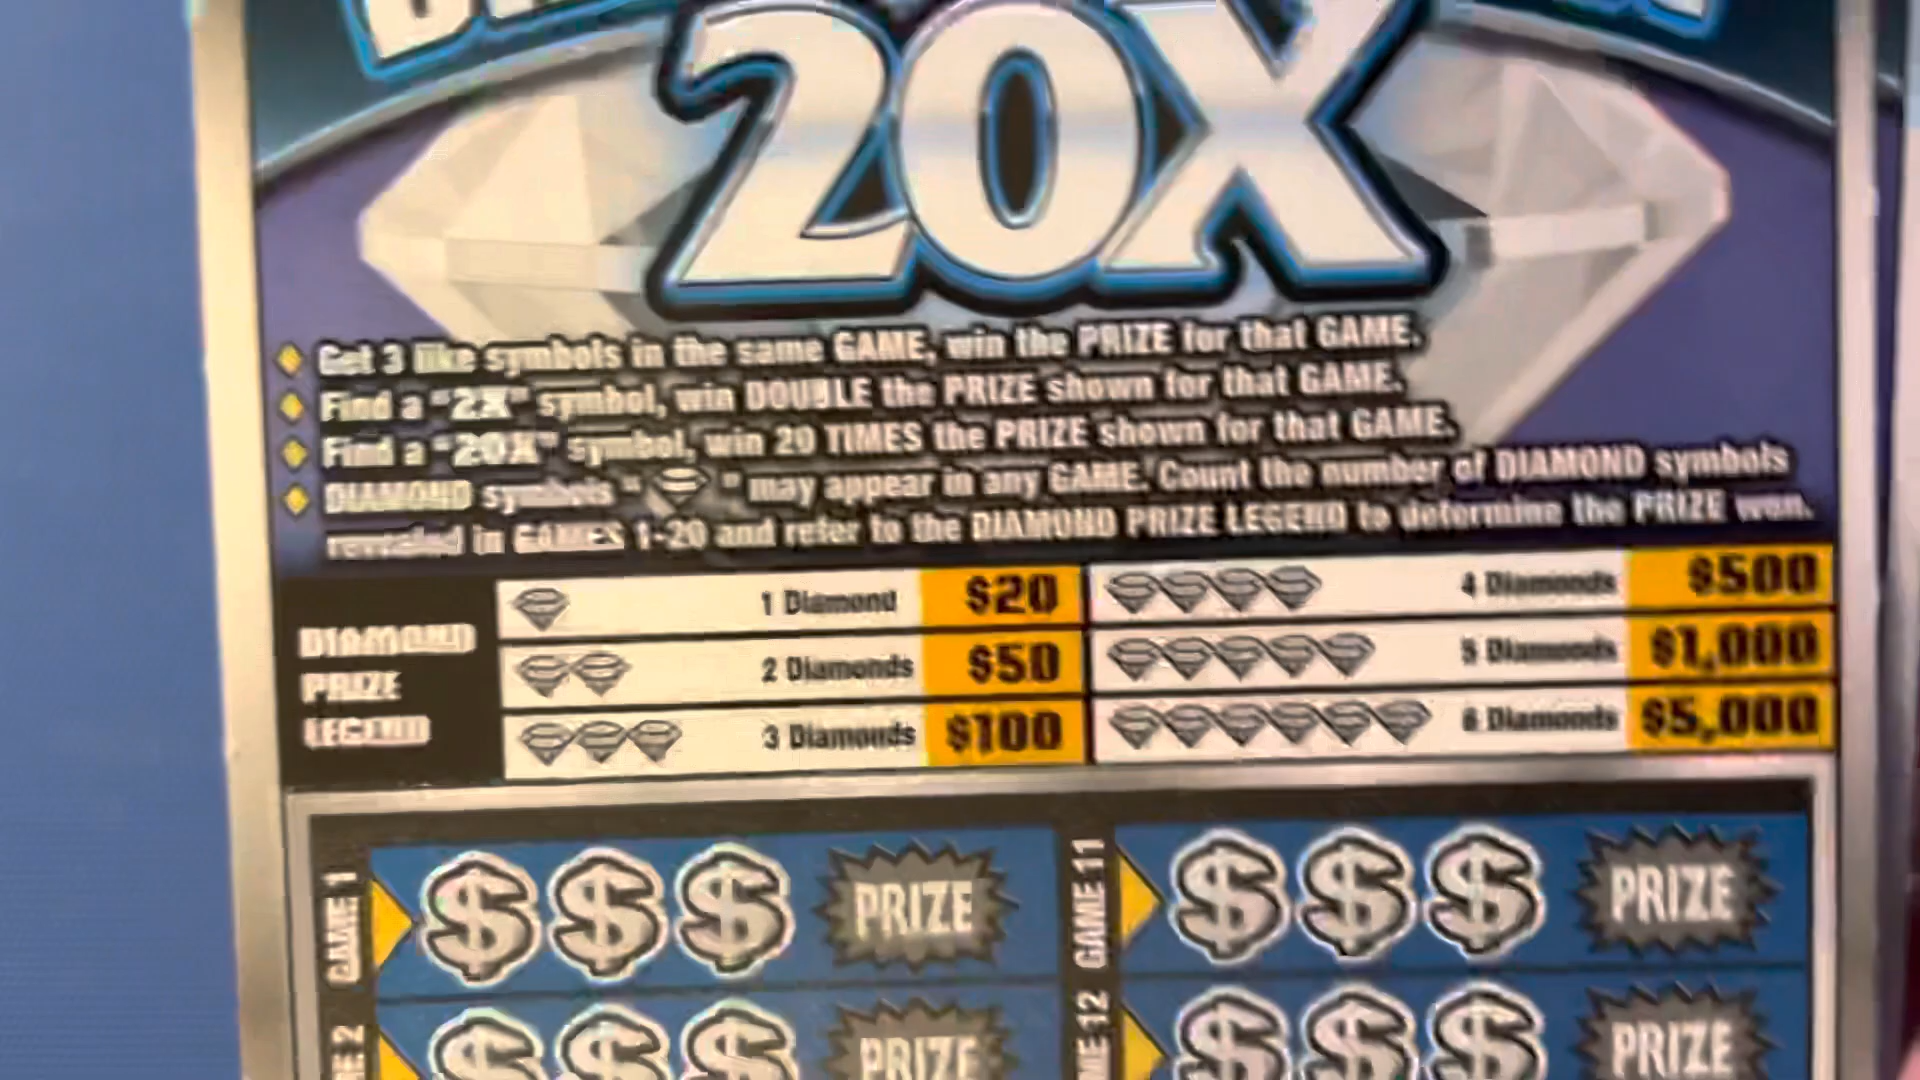 20X
Get 3 like symbols in the same GAME, win the PRIZE for that GAME.
Find a "2X" symbol, win DOUBLE the PRIZE shown for that GAME.
Find a "20X" symbol, win 20 TIMES the PRIZE shown for that GAME.
DIAMOND symbols " " may appear in any GAME. Count the number of DIAMOND symbols
revealed in GAMES 1-20 and refer to the DIAMOND PRIZE LEGEND to determine the PRIZE won.
DIAMOND
PRIZE
LEGEND
1 Diamond $20
2 Diamonds $50
3 Diamonds $100
4 Diamonds $500
5 Diamonds $1,000
6 Diamonds $5,000
GAME 1 $ $ $ PRIZE
GAME 11 $ $ $ PRIZE
2 $ $ $ PRIZE
12 $ $ $ PRIZE